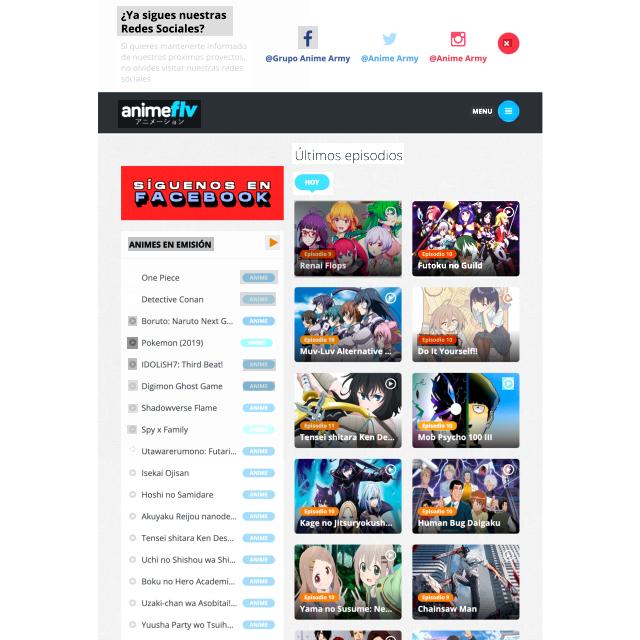 ¿Ya sigues nuestras
Redes Sociales?
Si quieres mantenerte informado
de nuestros proximos proyectos,
no olvides visitar nuestras redes
sociales
@Grupo Anime Army
@Anime Army
@Anime Army
animeflv
アニメーション
MENU
SÍGUENOS EN
FACEBOOK
ANIMES EN EMISIÓN
One Piece ANIME
Detective Conan ANIME
Boruto: Naruto Next G... ANIME
Pokemon (2019) ANIME
IDOLiSH7: Third Beat! ANIME
Digimon Ghost Game ANIME
Shadowverse Flame ANIME
Spy x Family
Utawarerumono: Futari... ANIME
Isekai Ojisan ANIME
Hoshi no Samidare ANIME
Akuyaku Reijou nanode... ANIME
Tensei shitara Ken Des... ANIME
Uchi no Shishou wa Shi... ANIME
Boku no Hero Academi... ANIME
Uzaki-chan wa Asobitai!... ANIME
Yuusha Party wo Tsuih... ANIME
Últimos episodios
HOY
Episodio 9
Renai Flops
Episodio 10
Futoku no Guild
Episodio 10
Muv-Luv Alternative ...
Episodio 10
Do It Yourself!!
Episodio 11
Tensei shitara Ken De...
Episodio 10
Mob Psycho 100 III
Episodio 10
Kage no Jitsuryokush...
Episodio 10
Human Bug Daigaku
Episodio 10
Yama no Susume: Ne...
Episodio 9
Chainsaw Man